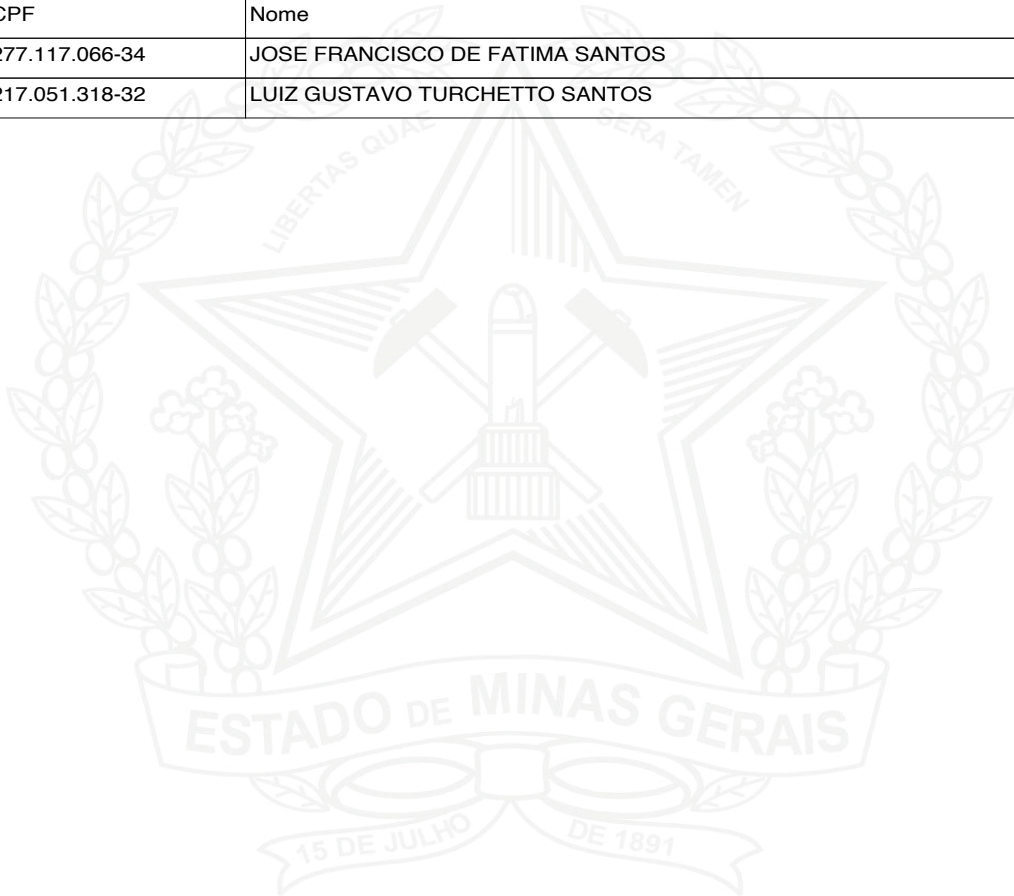 CPF Nome
277.117.066-34 JOSE FRANCISCO DE FATIMA SANTOS
217.051.318-32 LUIZ GUSTAVO TURCHETTO SANTOS
LIBERTAS QUAE SERA TAMEN
ESTADO DE MINAS GERAIS
15 DE JULHO DE 1891